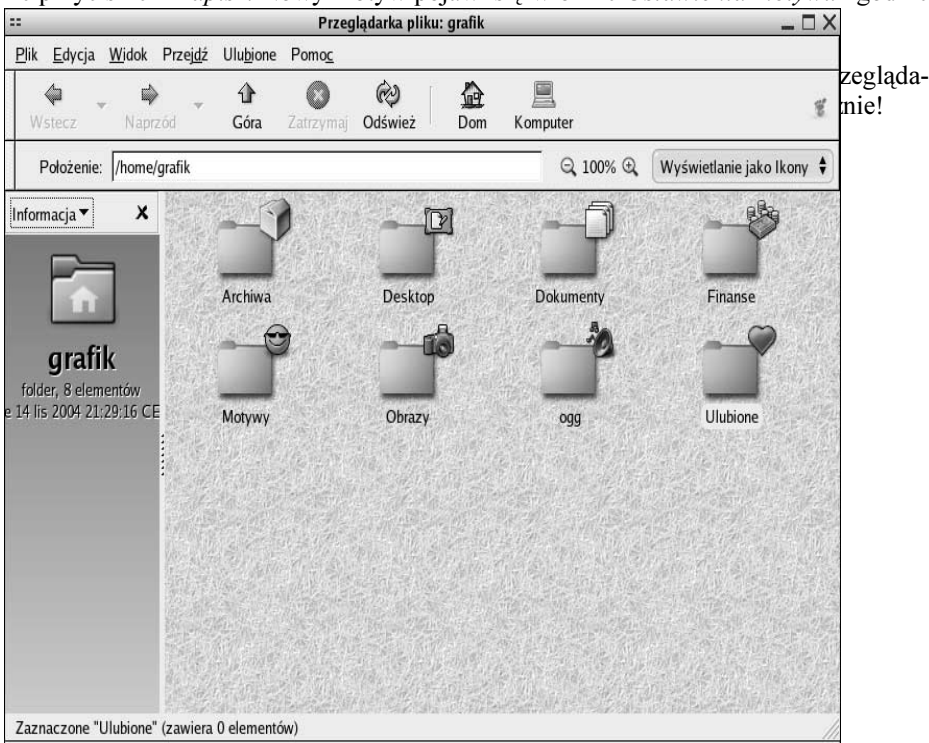 Przeglądarka pliku: grafik
Plik Edycja Widok Przejdź Ulubione Pomoc
zegląda-
nie!
Wstecz Naprzód Góra Zatrzymaj Odśwież Dom Komputer
Położenie: /home/grafik 100% Wyświetlanie jako Ikony
Informacja X
grafik
folder, 8 elementów
e 14 lis 2004 21:29:16 CE
Archiwa Desktop Dokumenty Finanse
Motywy Obrazy ogg Ulubione
Zaznaczone "Ulubione" (zawiera 0 elementów)